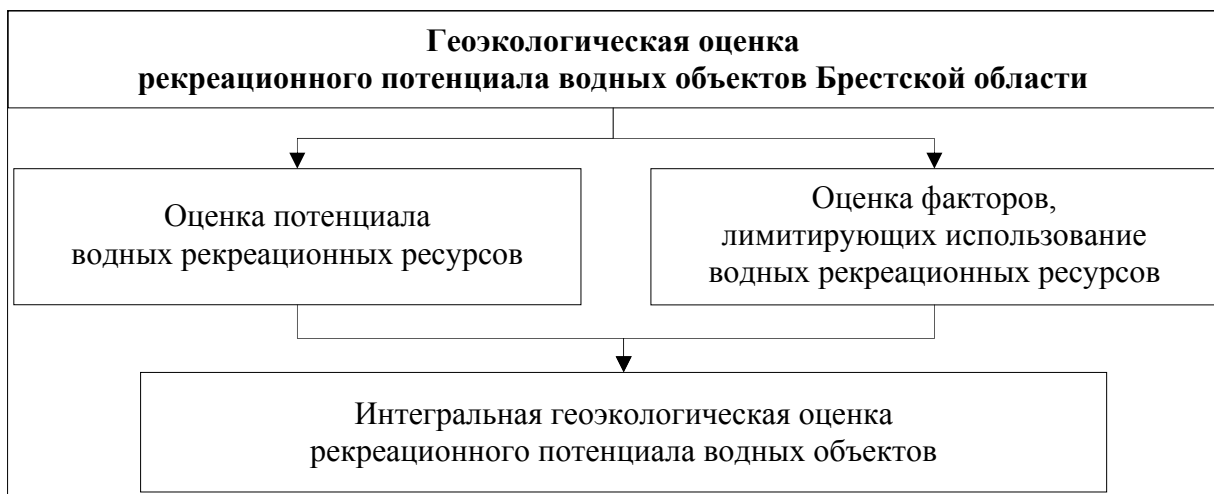 Геоэкологическая оценка
рекреационного потенциала водных объектов Брестской области
Оценка потенциала
водных рекреационных ресурсов
Оценка факторов,
лимитирующих использование
водных рекреационных ресурсов
Интегральная геоэкологическая оценка
рекреационного потенциала водных объектов